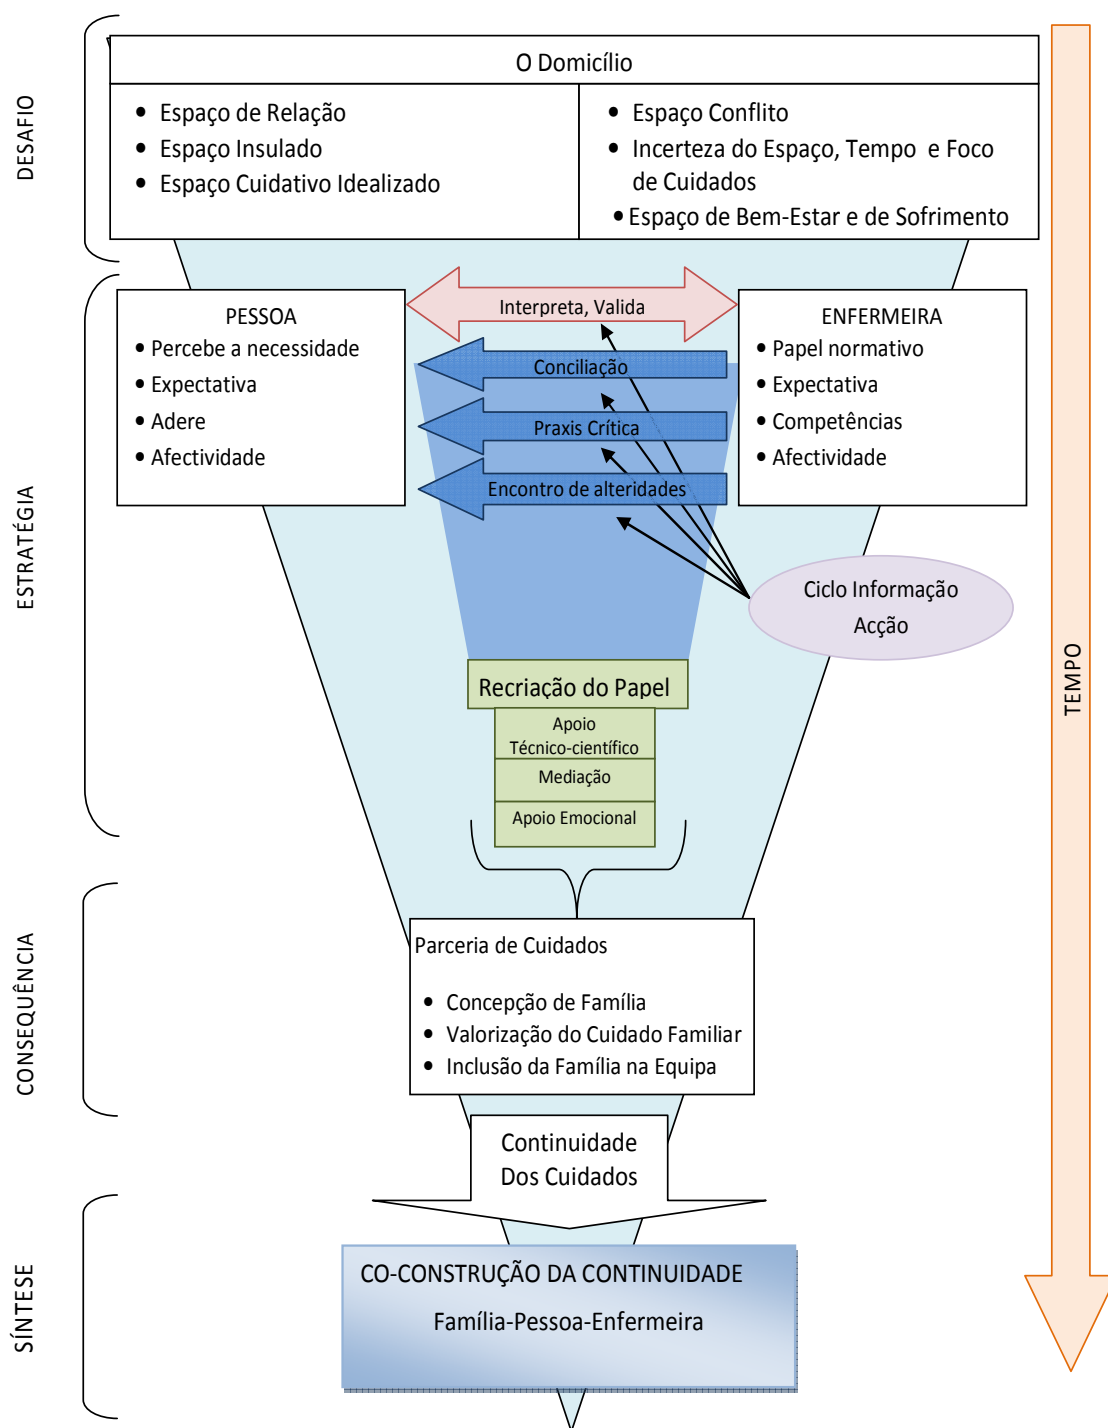 DESAFIO
O Domicílio
• Espaço de Relação
• Espaço Insulado
• Espaço Cuidativo Idealizado
• Espaço Conflito
• Incerteza do Espaço, Tempo e Foco
de Cuidados
• Espaço de Bem-Estar e de Sofrimento
ESTRATÉGIA
PESSOA
• Percebe a necessidade
• Expectativa
• Adere
• Afectividade
Interpreta, Valida
Conciliação
Praxis Crítica
Encontro de alteridades
ENFERMEIRA
• Papel normativo
• Expectativa
• Competências
• Afectividade
Ciclo Informação
Acção
TEMPO
Recriação do Papel
Apoio
Técnico-científico
Mediação
Apoio Emocional
CONSEQUÊNCIA
Parceria de Cuidados
• Concepção de Família
• Valorização do Cuidado Familiar
• Inclusão da Família na Equipa
Continuidade
Dos Cuidados
SÍNTESE
CO-CONSTRUÇÃO DA CONTINUIDADE
Família-Pessoa-Enfermeira